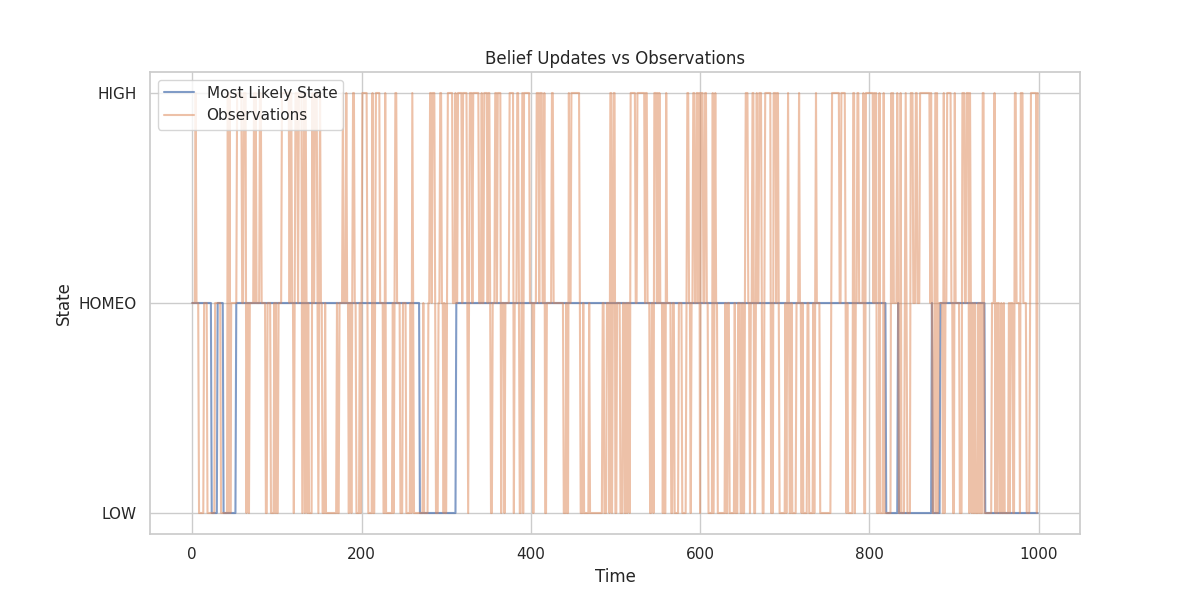 Belief Updates vs Observations
Most Likely State
Observations
HIGH
HOMEO
LOW
State
0 200 400 600 800 1000
Time